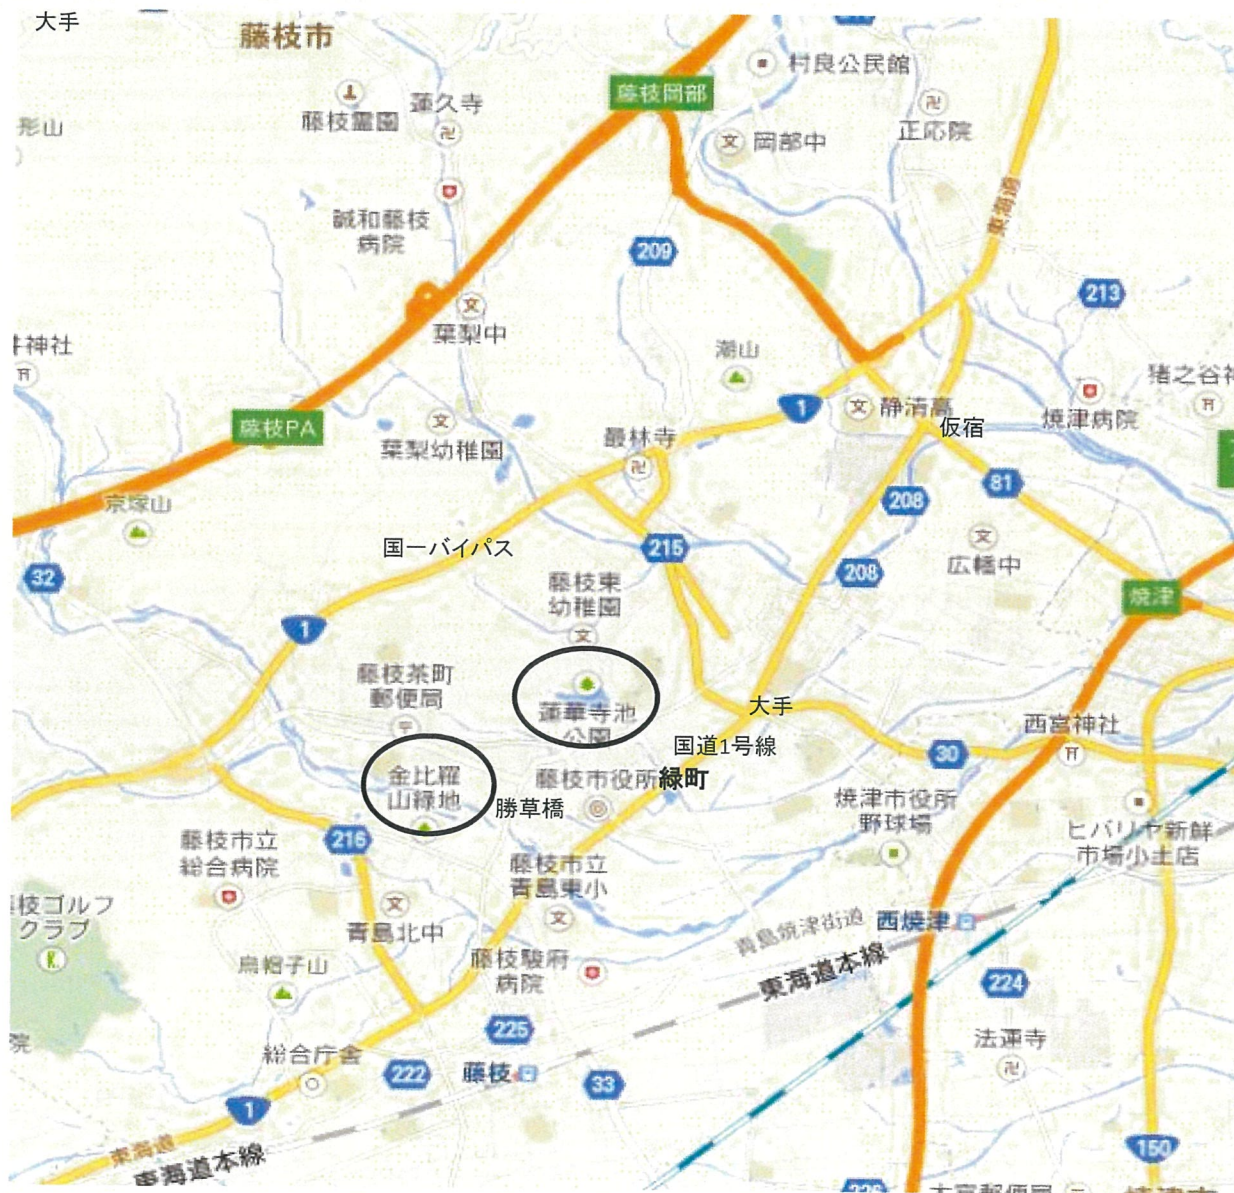 大手
藤枝市
村良公民館
藤枝岡部
蓮久寺
藤枝霊園
正応院
形山
岡部中
東海道
誠和藤枝
病院
209
213
葉梨中
井神社
潮山
猪之谷神
1
静清高
焼津病院
藤枝PA
仮宿
葉梨幼稚園
最林寺
81
208
京塚山
国一バイパス
215
広幡中
32
208
藤枝東
幼稚園
焼津
1
藤枝茶町
郵便局
蓮華寺池
公園
大手
西宮神社
国道1号線
30
金比羅
山緑地
藤枝市役所
緑町
勝草橋
焼津市役所
野球場
ヒバリヤ新鮮
市場小土店
216
藤枝市立
総合病院
藤枝市立
青島東小
枝ゴルフ
クラブ
青島北中
西焼津
青島焼津街道
東海道本線
烏帽子山
藤枝駿府
病院
224
院
225
法蓮寺
総合庁舎
222
藤枝
33
1
東海道
東海道本線
150